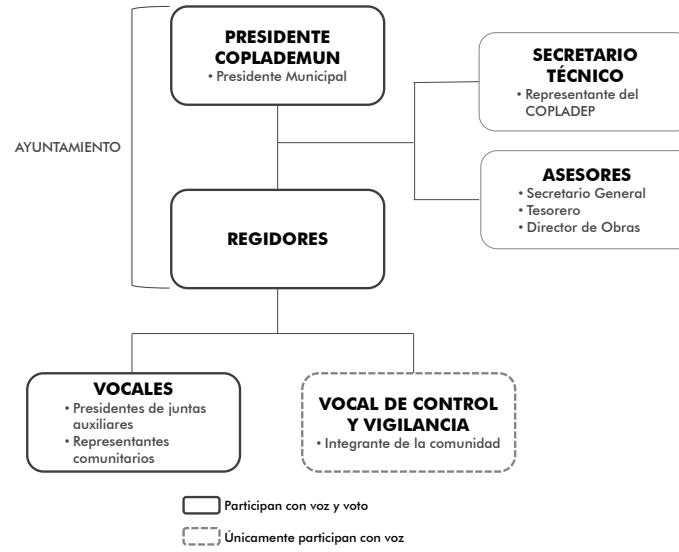 PRESIDENTE
COPLADEMUN
• Presidente Municipal
SECRETARIO
TÉCNICO
• Representante del
COPLADEP
AYUNTAMIENTO
ASESORES
• Secretario General
• Tesorero
• Director de Obras
REGIDORES
VOCALES
• Presidentes de juntas
auxiliares
• Representantes
comunitarios
VOCAL DE CONTROL
Y VIGILANCIA
• Integrante de la comunidad
Participan con voz y voto
Únicamente participan con voz